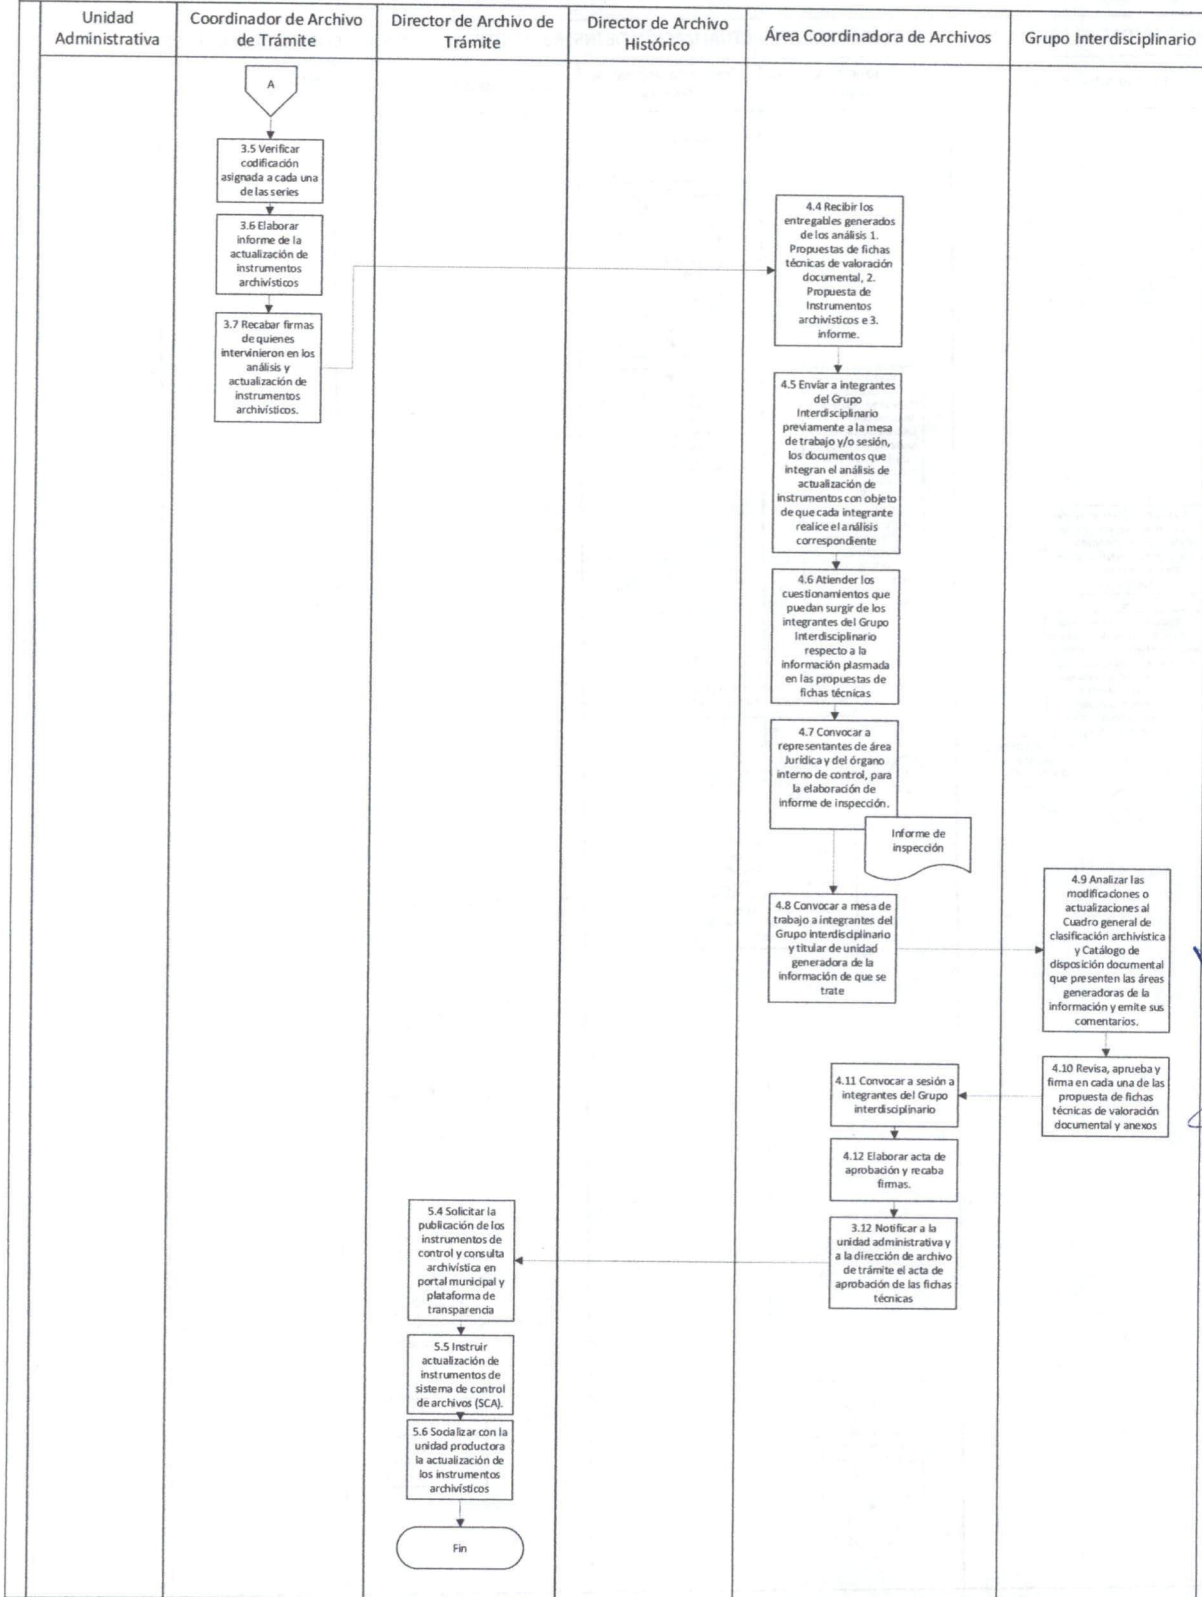 Unidad
Administrativa
Coordinador de Archivo
de Trámite
Director de Archivo de
Trámite
Director de Archivo
Histórico
Área Coordinadora de Archivos
Grupo Interdisciplinario
A
3.5 Verificar
codificación
asignada a cada una
de las series
3.6 Elaborar
informe de la
actualización de
instrumentos
archivísticos
3.7 Recabar firmas
de quienes
intervinieron en los
análisis y
actualización de
instrumentos
archivísticos.
4.4 Recibir los
entregables generados
de los análisis 1.
Propuestas de fichas
técnicas de valoración
documental, 2.
Propuesta de
Instrumentos
archivísticos e 3.
informe.
4.5 Envíar a integrantes
del Grupo
Interdisciplinario
previamente a la mesa
de trabajo y/o sesión,
los documentos que
integran el análisis de
actualización de
instrumentos con objeto
de que cada integrante
realice el análisis
correspondiente
4.6 Atiender los
cuestionamientos que
puedan surgir de los
integrantes del Grupo
Interdisciplinario
respecto a la
información plasmada
en las propuestas de
fichas técnicas
4.7 Convocar a
representantes de área
Jurídica y del órgano
interno de control, para
la elaboración de
informe de inspección.
Informe de
inspección
4.8 Convocar a mesa de
trabajo a integrantes del
Grupo interdisciplinario
y titular de unidad
generadora de la
información de que se
trate
4.9 Analizar las
modificaciones o
actualizaciones al
Cuadro general de
clasificación archivística
y Catálogo de
disposición documental
que presenten las áreas
generadoras de la
información y emite sus
comentarios.
4.10 Revisa, aprueba y
firma en cada una de las
propuesta de fichas
técnicas de valoración
documental y anexos
4.11 Convocar a sesión a
integrantes del Grupo
interdisciplinario
4.12 Elaborar acta de
aprobación y recaba
firmas.
3.12 Notificar a la
unidad administrativa y
a la dirección de archivo
de trámite el acta de
aprobación de las fichas
técnicas
5.4 Solicitar la
publicación de los
instrumentos de
control y consulta
archivística en
portal municipal y
plataforma de
transparencia
5.5 Instruir
actualización de
instrumentos de
sistema de control
de archivos (SCA).
5.6 Socializar con la
unidad productora
la actualización de
los instrumentos
archivísticos
Fin